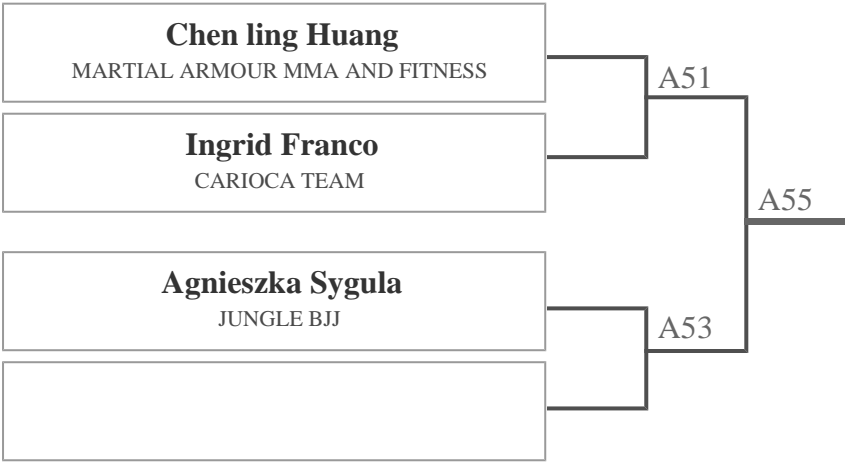 Chen ling Huang
MARTIAL ARMOUR MMA AND FITNESS
A51
Ingrid Franco
CARIOCA TEAM
A55
Agnieszka Sygula
JUNGLE BJJ
A53